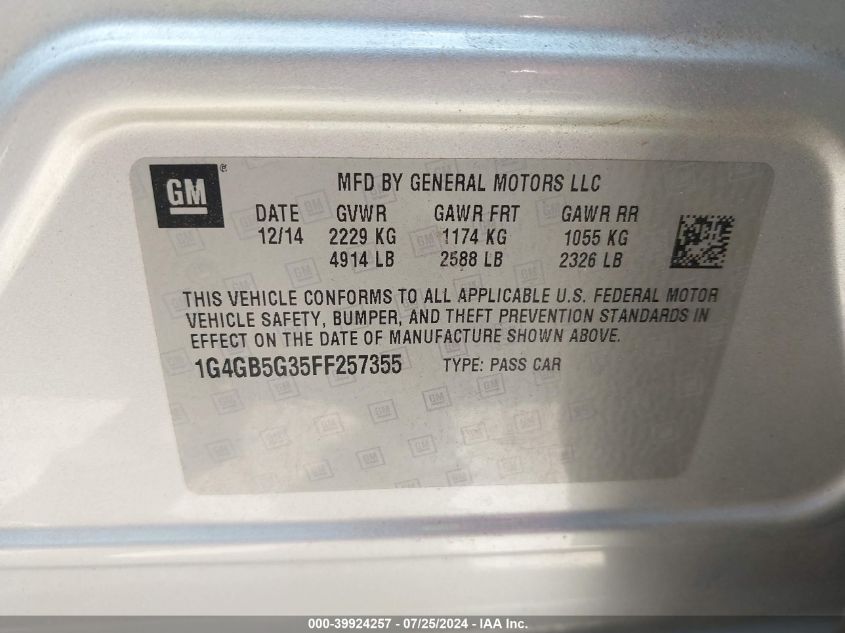 GM®
MFD BY GENERAL MOTORS LLC
DATE GVWR GAWR FRT GAWR RR
12/14 2229 KG 1174 KG 1055 KG
4914 LB 2588 LB 2326 LB
THIS VEHICLE CONFORMS TO ALL APPLICABLE U.S. FEDERAL MOTOR
VEHICLE SAFETY, BUMPER, AND THEFT PREVENTION STANDARDS IN
EFFECT ON THE DATE OF MANUFACTURE SHOWN ABOVE.
1G4GB5G35FF257355 TYPE: PASS CAR
000-39924257 - 07/25/2024 - IAA Inc.